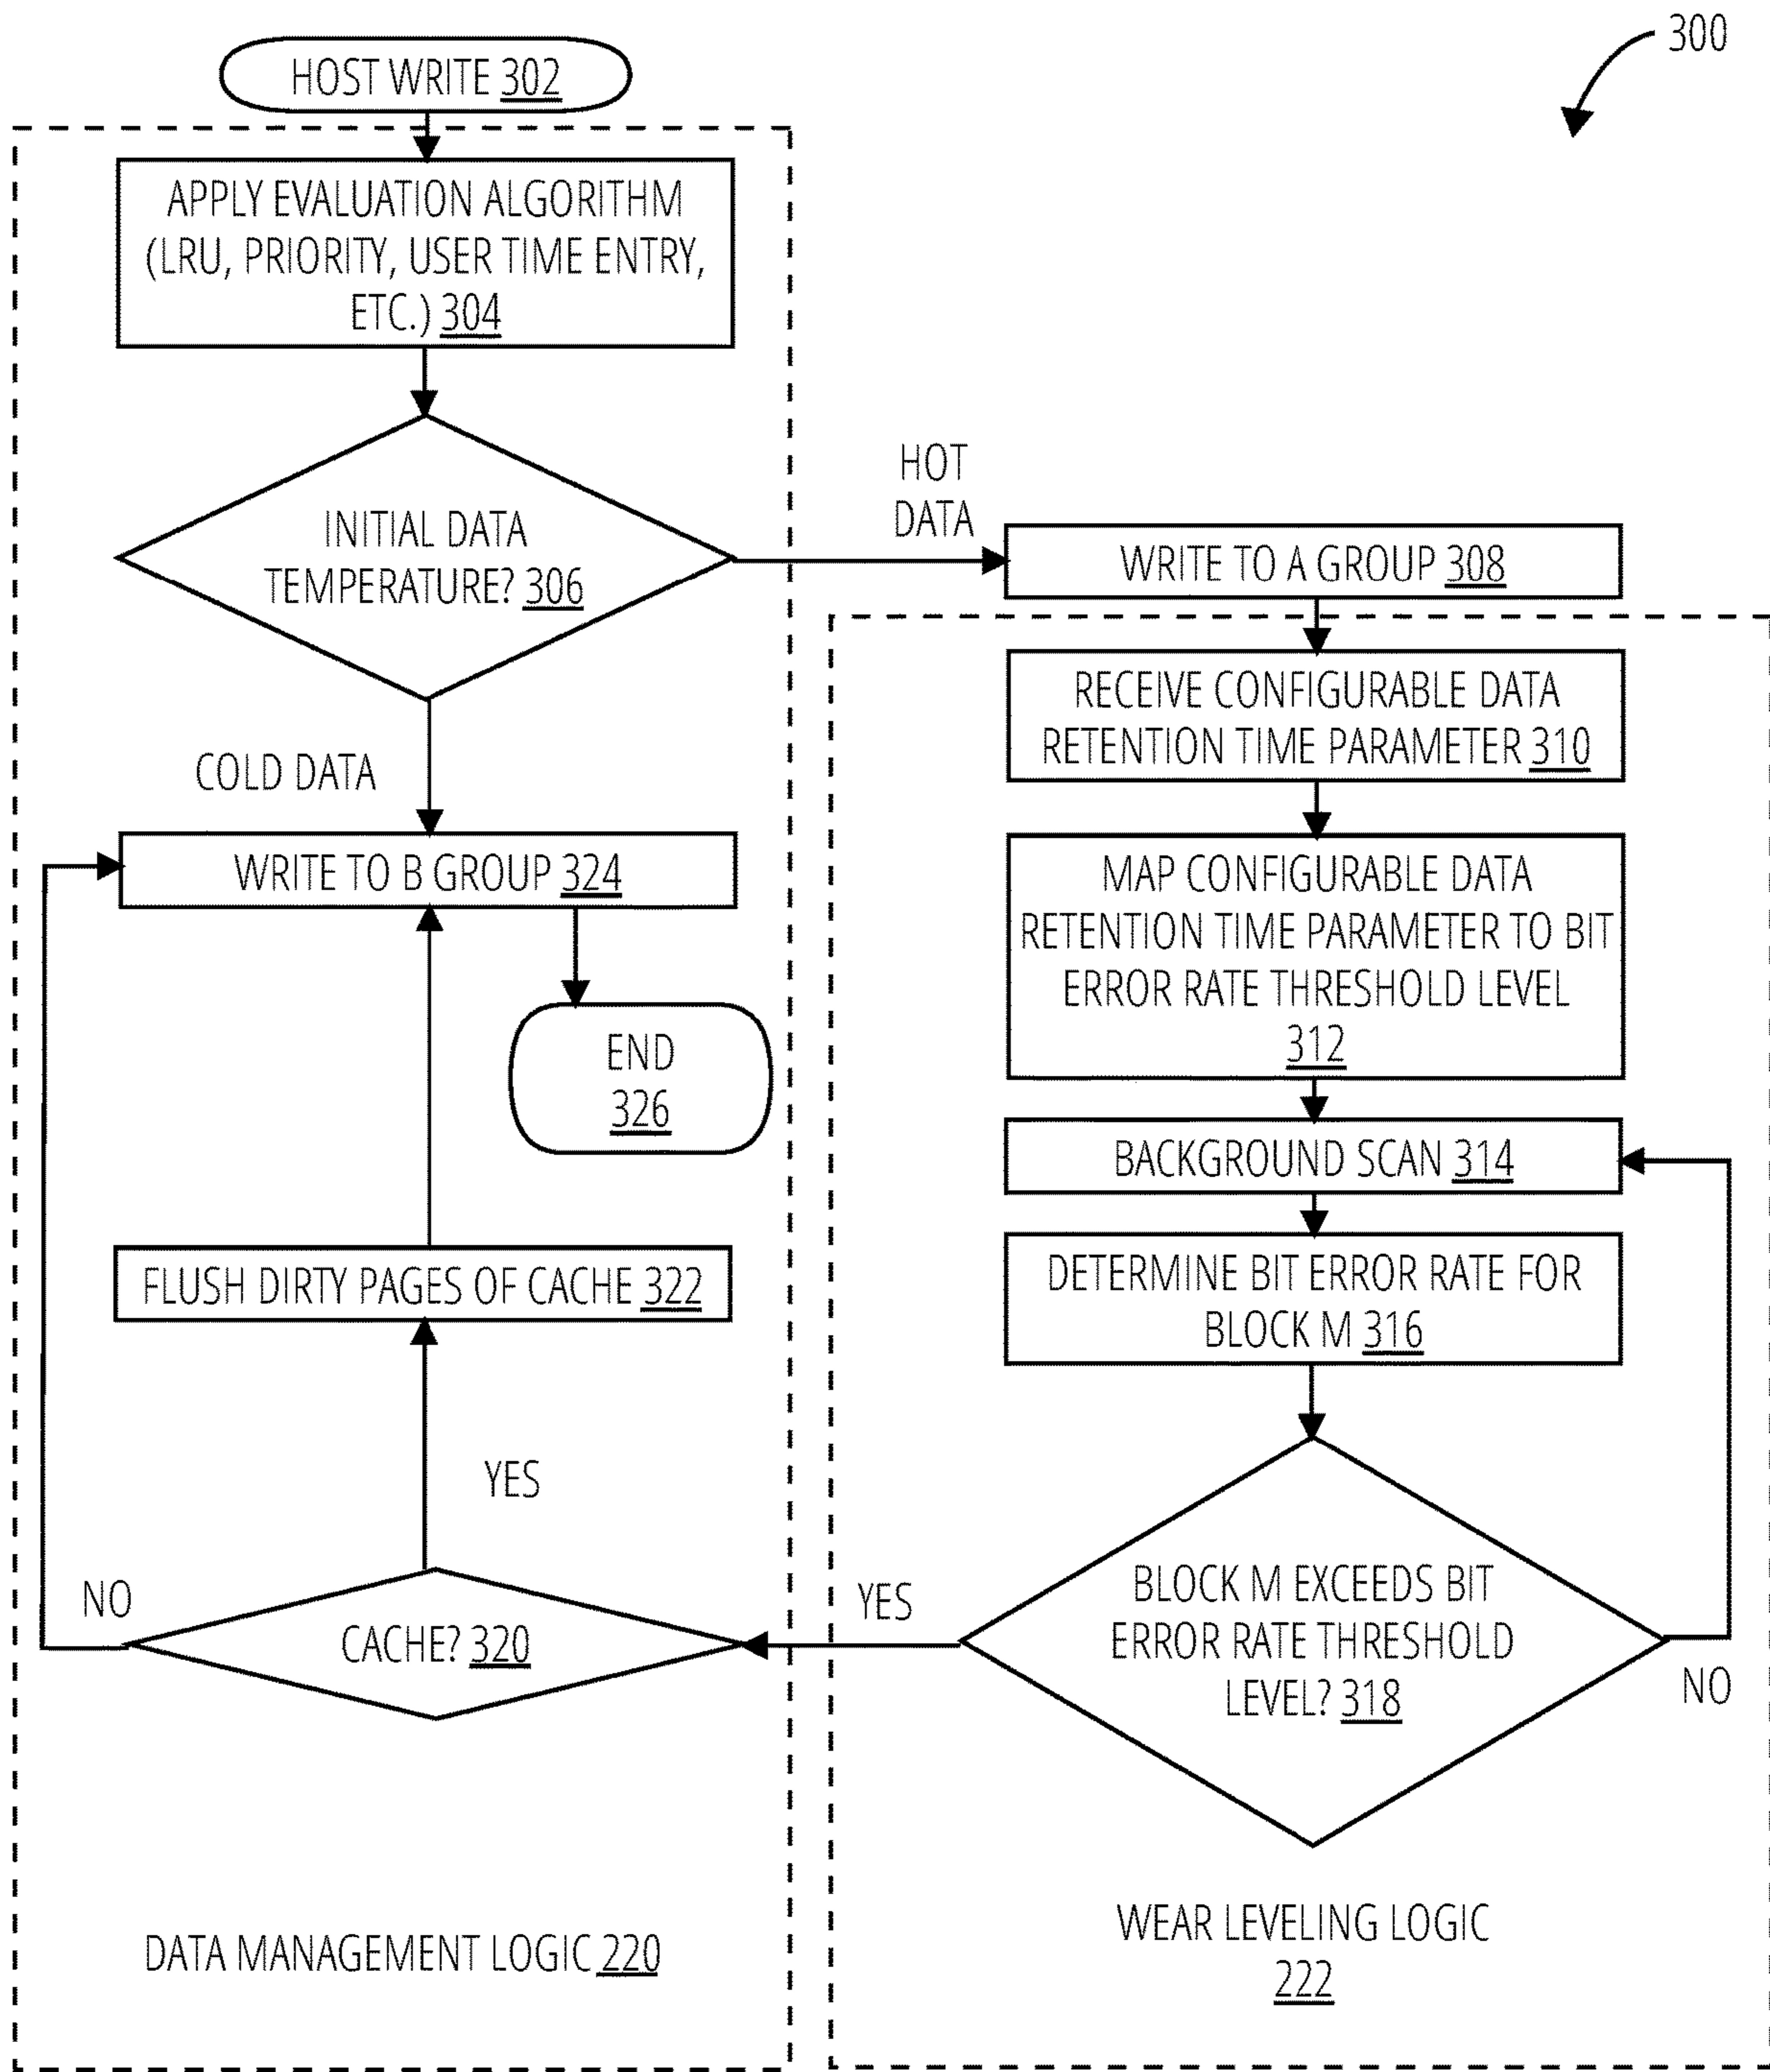 300
HOST WRITE 302
APPLY EVALUATION ALGORITHM
(LRU, PRIORITY, USER TIME ENTRY,
ETC.) 304
INITIAL DATA
TEMPERATURE? 306
HOT
DATA
WRITE TO A GROUP 308
RECEIVE CONFIGURABLE DATA
RETENTION TIME PARAMETER 310
COLD DATA
WRITE TO B GROUP 324
MAP CONFIGURABLE DATA
RETENTION TIME PARAMETER TO BIT
ERROR RATE THRESHOLD LEVEL
312
END
326
BACKGROUND SCAN 314
FLUSH DIRTY PAGES OF CACHE 322
DETERMINE BIT ERROR RATE FOR
BLOCK M 316
YES
NO
CACHE? 320
YES
BLOCK M EXCEEDS BIT
ERROR RATE THRESHOLD
LEVEL? 318
NO
DATA MANAGEMENT LOGIC 220
WEAR LEVELING LOGIC
222